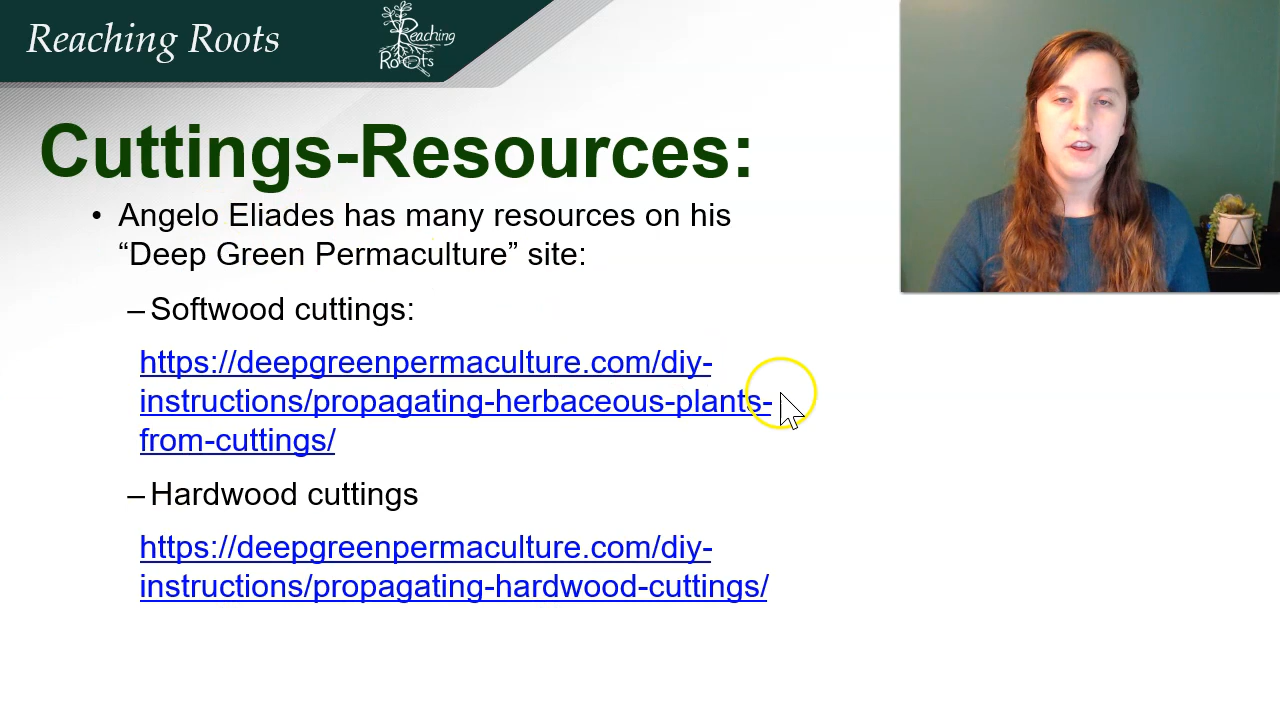 Reaching Roots
Reaching
Roots
Cuttings-Resources:
• Angelo Eliades has many resources on his
“Deep Green Permaculture” site:
– Softwood cuttings:
https://deepgreenpermaculture.com/diy-
instructions/propagating-herbaceous-plants-
from-cuttings/
– Hardwood cuttings
https://deepgreenpermaculture.com/diy-
instructions/propagating-hardwood-cuttings/